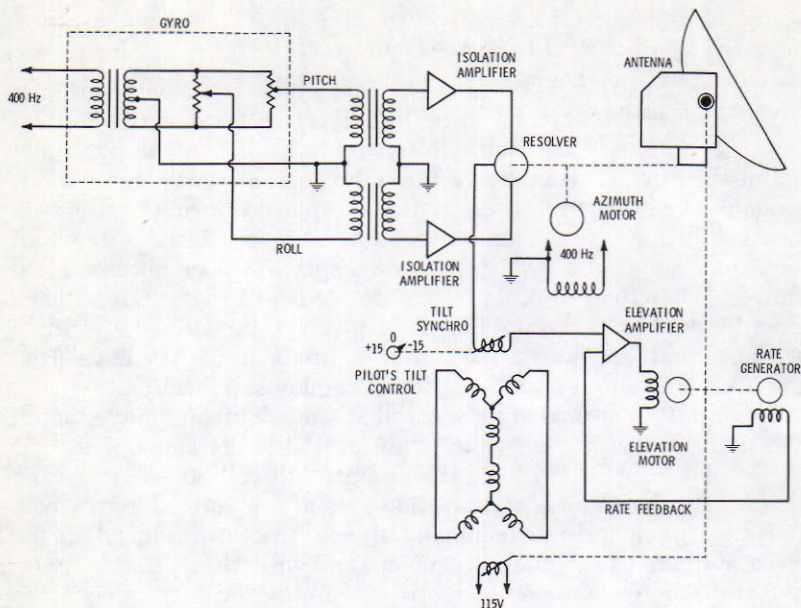 GYRO
400 Hz
PITCH
ROLL
ISOLATION
AMPLIFIER
ANTENNA
RESOLVER
AZIMUTH
MOTOR
400 Hz
ISOLATION
AMPLIFIER
TILT
SYNCHRO
+15 0 -15
PILOT'S TILT
CONTROL
ELEVATION
AMPLIFIER
RATE
GENERATOR
ELEVATION
MOTOR
RATE FEEDBACK
115V